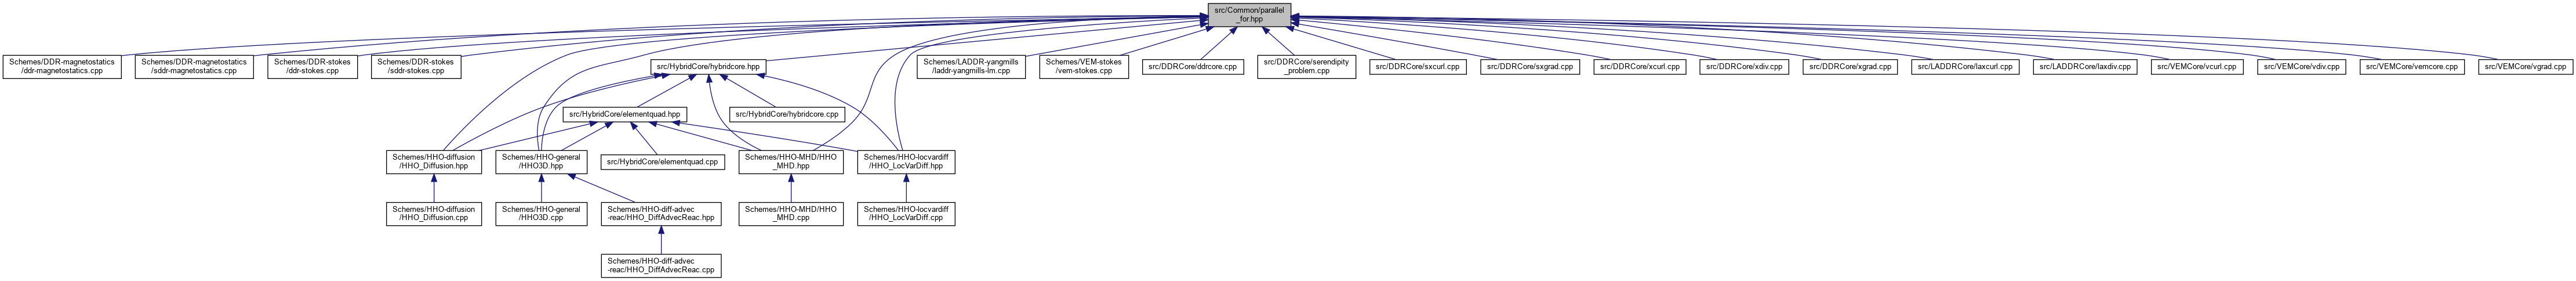 src/Common/parallel
_for.hpp
Schemes/DDR-magnetostatics
/ddr-magnetostatics.cpp
Schemes/DDR-magnetostatics
/sddr-magnetostatics.cpp
Schemes/DDR-stokes
/ddr-stokes.cpp
Schemes/DDR-stokes
/sddr-stokes.cpp
src/HybridCore/hybridcore.hpp
Schemes/LADDR-yangmills
/laddr-yangmills-lm.cpp
Schemes/VEM-stokes
/vem-stokes.cpp
src/DDRCore/ddrcore.cpp
src/DDRCore/serendipity
_problem.cpp
src/DDRCore/sxcurl.cpp
src/DDRCore/sxgrad.cpp
src/DDRCore/xcurl.cpp
src/DDRCore/xdiv.cpp
src/DDRCore/xgrad.cpp
src/LADDRCore/laxcurl.cpp
src/LADDRCore/laxdiv.cpp
src/VEMCore/vcurl.cpp
src/VEMCore/vdiv.cpp
src/VEMCore/vemcore.cpp
src/VEMCore/vgrad.cpp
src/HybridCore/elementquad.hpp
src/HybridCore/hybridcore.cpp
Schemes/HHO-diffusion
/HHO_Diffusion.hpp
Schemes/HHO-general
/HHO3D.hpp
src/HybridCore/elementquad.cpp
Schemes/HHO-MHD/HHO
_MHD.hpp
Schemes/HHO-locvardiff
/HHO_LocVarDiff.hpp
Schemes/HHO-diffusion
/HHO_Diffusion.cpp
Schemes/HHO-general
/HHO3D.cpp
Schemes/HHO-diff-advec
-reac/HHO_DiffAdvecReac.hpp
Schemes/HHO-MHD/HHO
_MHD.cpp
Schemes/HHO-locvardiff
/HHO_LocVarDiff.cpp
Schemes/HHO-diff-advec
-reac/HHO_DiffAdvecReac.cpp